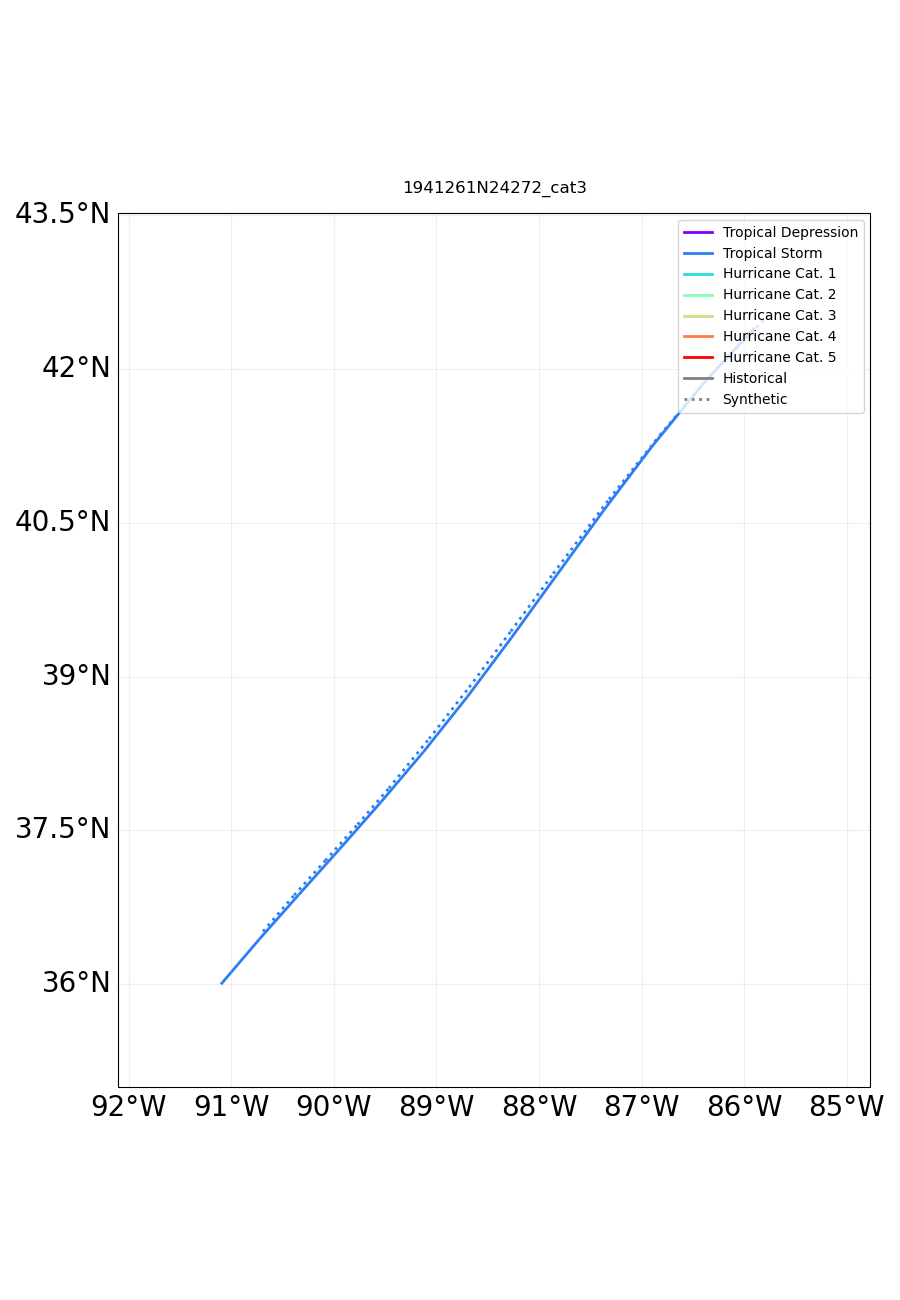 1941261N24272_cat3
43.5°N
42°N
40.5°N
39°N
37.5°N
36°N
Tropical Depression
Tropical Storm
Hurricane Cat. 1
Hurricane Cat. 2
Hurricane Cat. 3
Hurricane Cat. 4
Hurricane Cat. 5
Historical
Synthetic
92°W 91°W 90°W 89°W 88°W 87°W 86°W 85°W